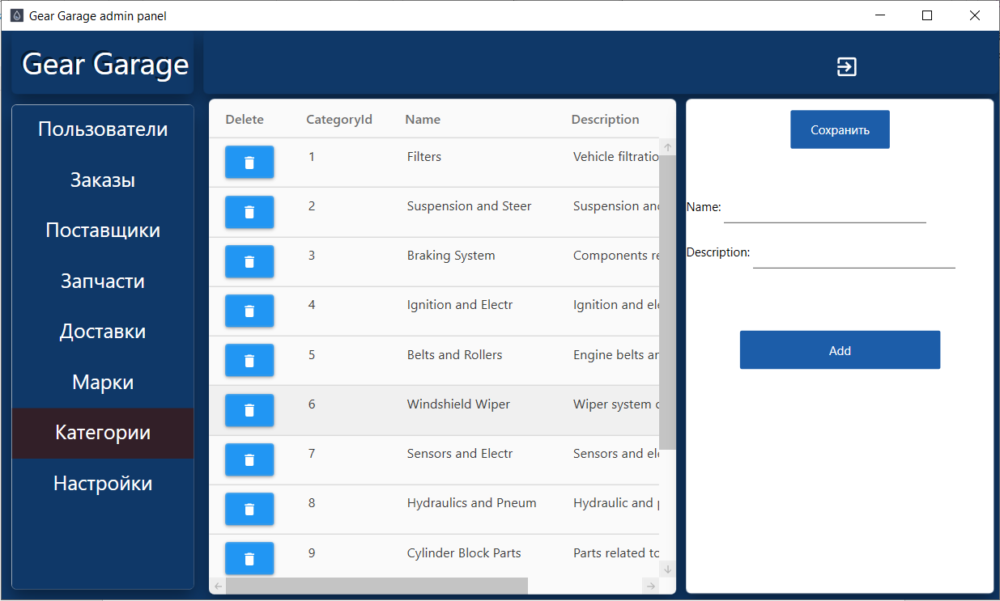 Gear Garage admin panel
Gear Garage
Пользователи
Заказы
Поставщики
Запчасти
Доставки
Марки
Категории
Настройки
Delete CategoryId Name Description
1 Filters Vehicle filtratio
2 Suspension and Steer Suspension and
3 Braking System Components re
4 Ignition and Electr Ignition and ele
5 Belts and Rollers Engine belts an
6 Windshield Wiper Wiper system c
7 Sensors and Electr Sensors and ele
8 Hydraulics and Pneum Hydraulic and p
9 Cylinder Block Parts Parts related to
Сохранить
Name:
Description:
Add